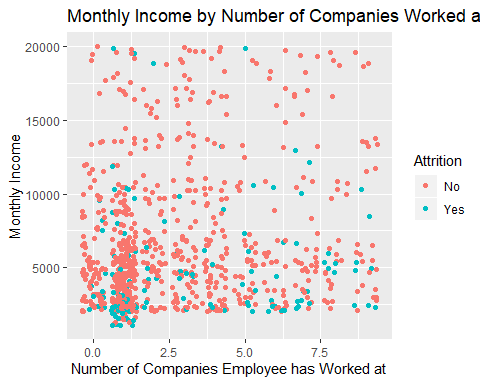 Monthly Income by Number of Companies Worked a
20000
15000
10000
5000
Monthly Income
0.0 2.5 5.0 7.5
Number of Companies Employee has Worked at
Attrition
No
Yes